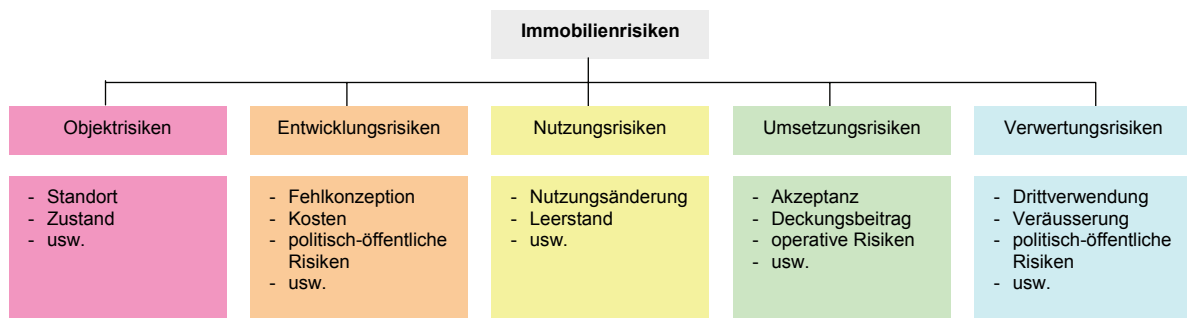 Immobilienrisiken
Objektrisiken
Entwicklungsrisiken
Nutzungsrisiken
Umsetzungsrisiken
Verwertungsrisiken
- Standort
- Zustand
- usw.
- Fehlkonzeption
- Kosten
- politisch-öffentliche
Risiken
- usw.
- Nutzungsänderung
- Leerstand
- usw.
- Akzeptanz
- Deckungsbeitrag
- operative Risiken
- usw.
- Drittverwendung
- Veräusserung
- politisch-öffentliche
Risiken
- usw.